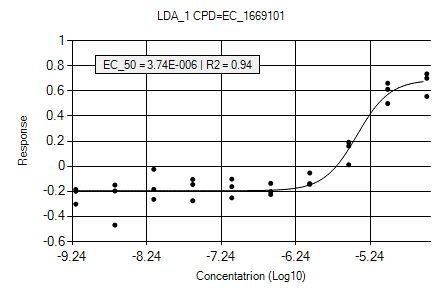 LDA_1 CPD=EC_1669101
EC_50 = 3.74E-006 | R2 = 0.94
1
0.8
0.6
0.4
0.2
0
-0.2
-0.4
-0.6
Response
-9.24 -8.24 -7.24 -6.24 -5.24
Concentatrion (Log10)